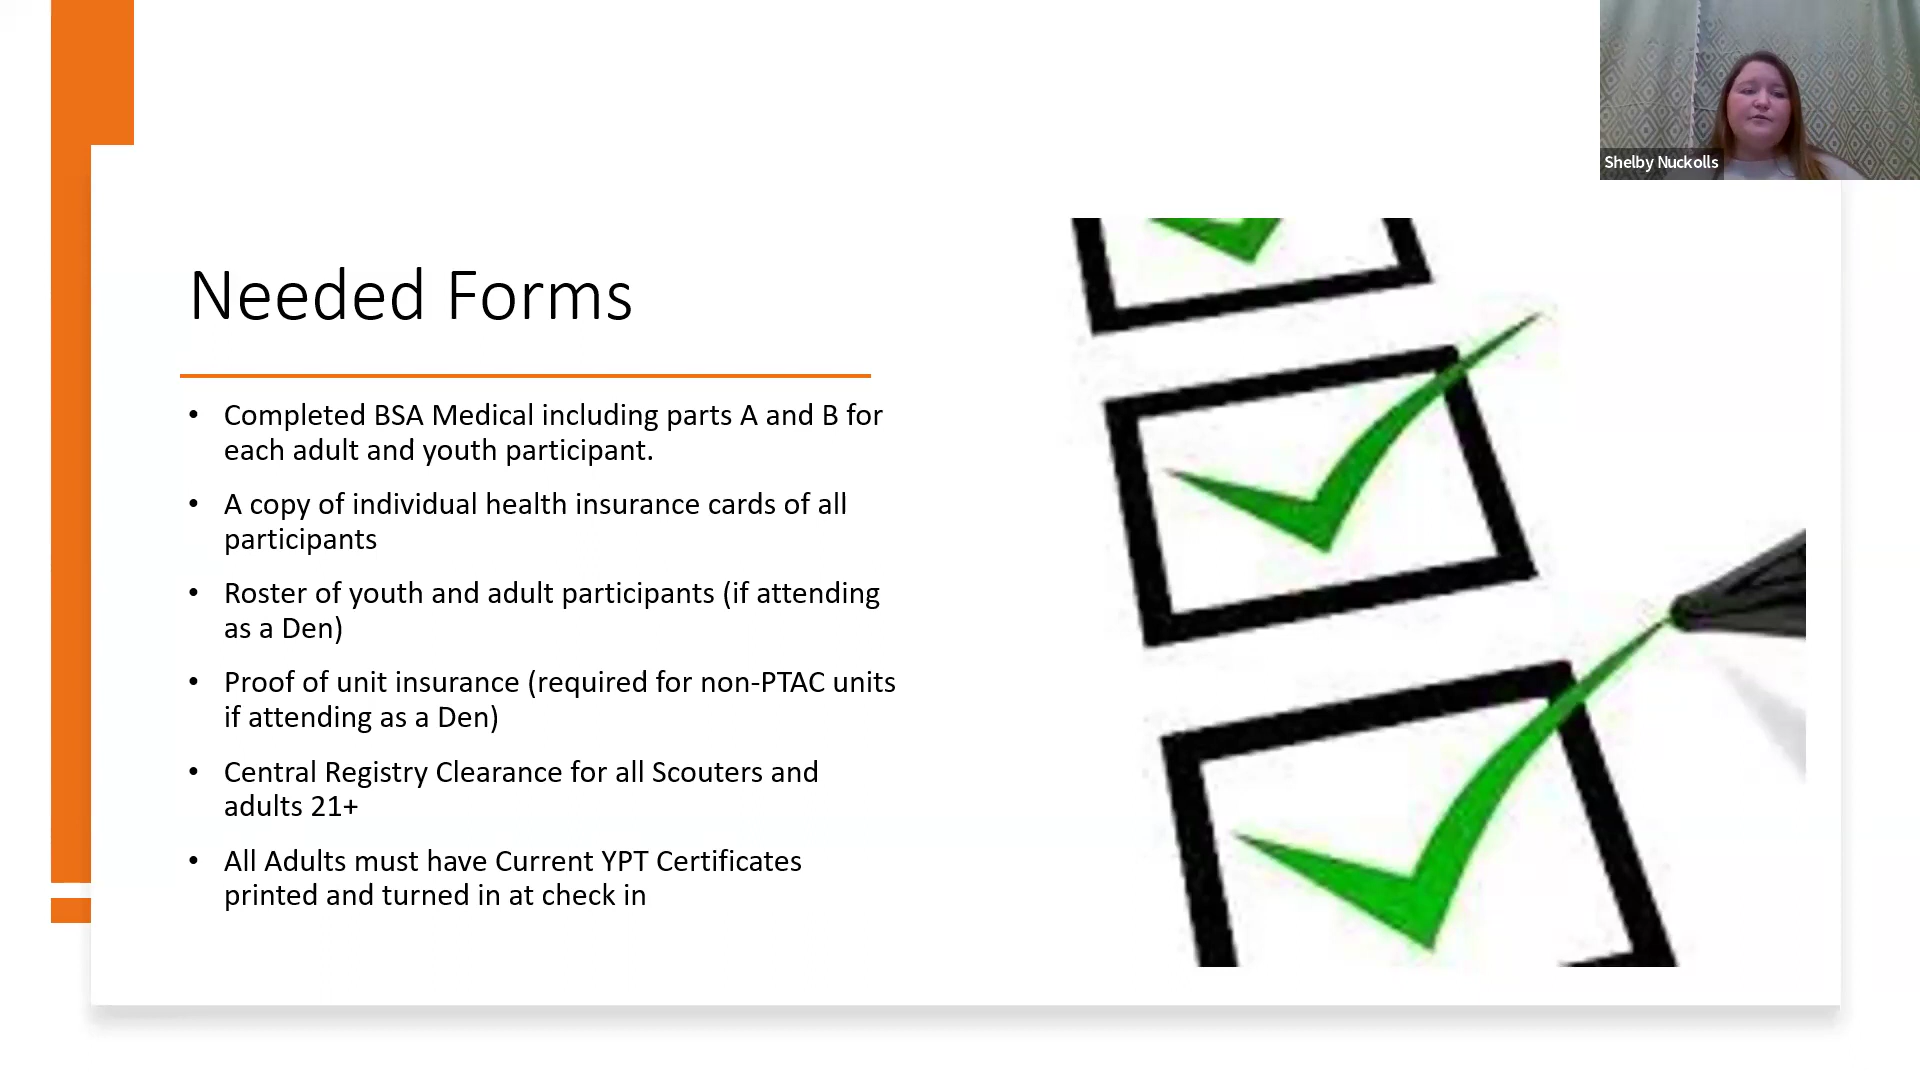 Shelby Nuckolls
Needed Forms
• Completed BSA Medical including parts A and B for
each adult and youth participant.
• A copy of individual health insurance cards of all
participants
• Roster of youth and adult participants (if attending
as a Den)
• Proof of unit insurance (required for non-PTAC units
if attending as a Den)
• Central Registry Clearance for all Scouters and
adults 21+
• All Adults must have Current YPT Certificates
printed and turned in at check in